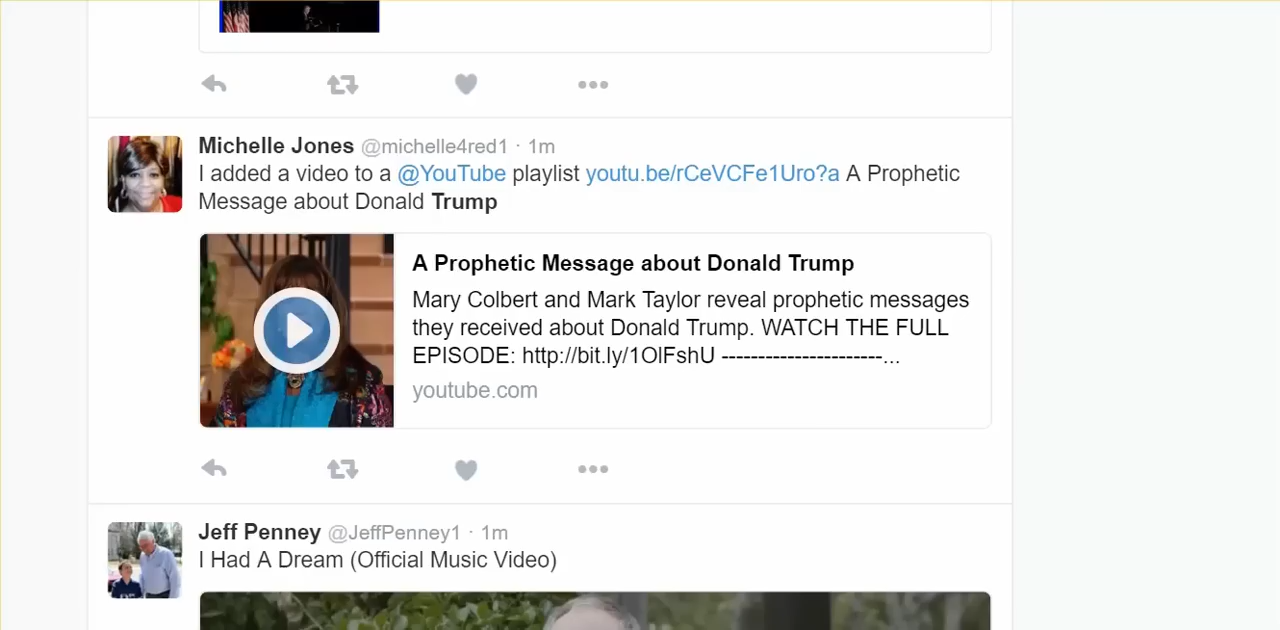 Michelle Jones @michelle4red1 · 1m
I added a video to a @YouTube playlist youtu.be/rCeVCFe1Uro?a A Prophetic
Message about Donald Trump
A Prophetic Message about Donald Trump
Mary Colbert and Mark Taylor reveal prophetic messages
they received about Donald Trump. WATCH THE FULL
EPISODE: http://bit.ly/1OlFshU ----------------------...
youtube.com
Jeff Penney @JeffPenney1 · 1m
I Had A Dream (Official Music Video)